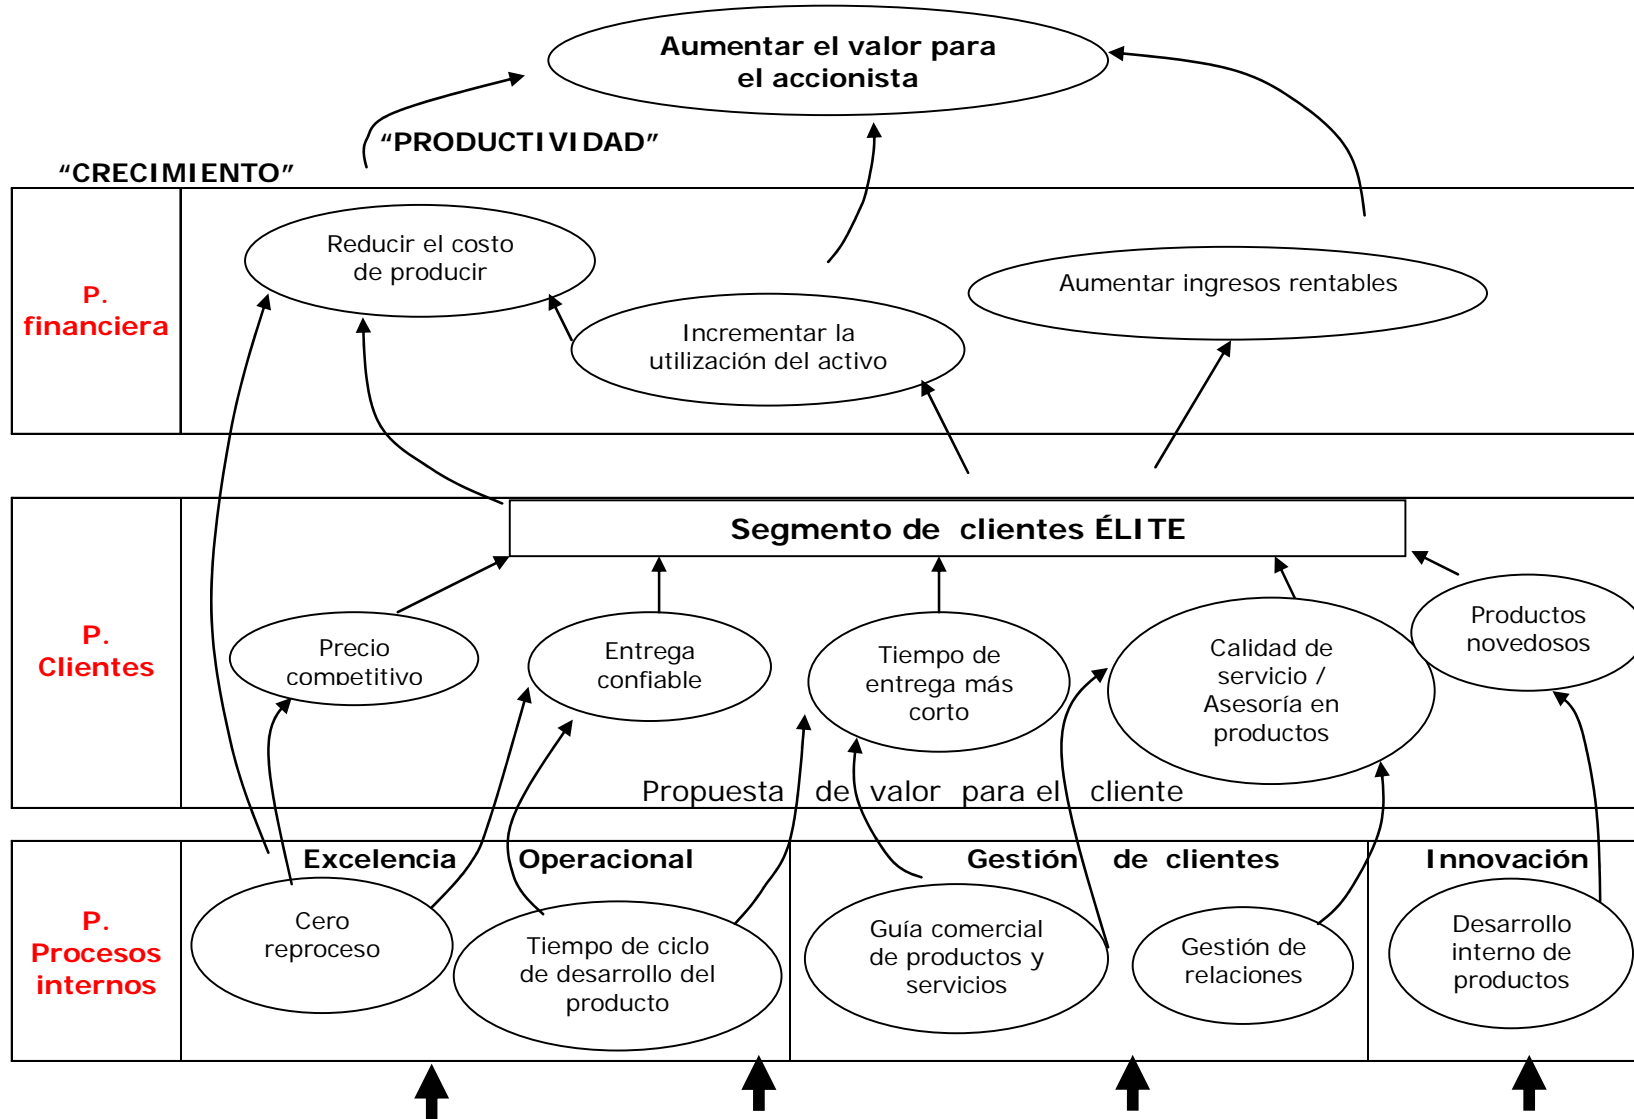 Aumentar el valor para
el accionista
“PRODUCTIVIDAD”
“CRECIMIENTO”
P.
financiera
Reducir el costo
de producir
Incrementar la
utilización del activo
Aumentar ingresos rentables
P.
Clientes
Segmento de clientes ÉLITE
Precio
competitivo
Entrega
confiable
Tiempo de
entrega más
corto
Calidad de
servicio /
Asesoría en
productos
Productos
novedosos
Propuesta de valor para el cliente
P.
Procesos
internos
Excelencia Operacional
Cero
reproceso
Tiempo de ciclo
de desarrollo del
producto
Gestión de clientes
Guía comercial
de productos y
servicios
Gestión de
relaciones
Innovación
Desarrollo
interno de
productos